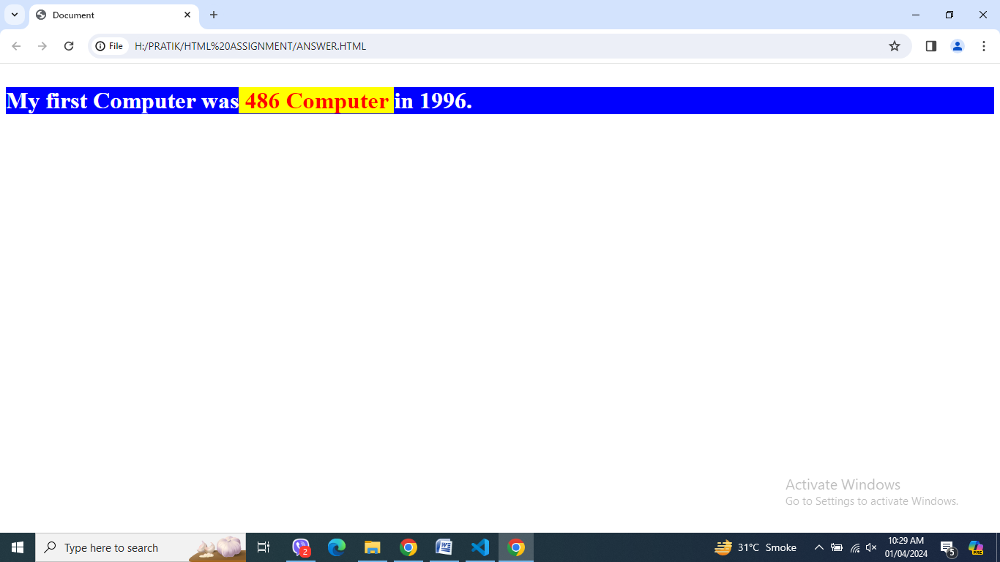 Document
File
H:/PRATIK/HTML%20ASSIGNMENT/ANSWER.HTML
My first Computer was 486 Computer in 1996.
Activate Windows
Go to Settings to activate Windows.
Type here to search
2
W
31°C Smoke
10:29 AM
01/04/2024
5
PRE